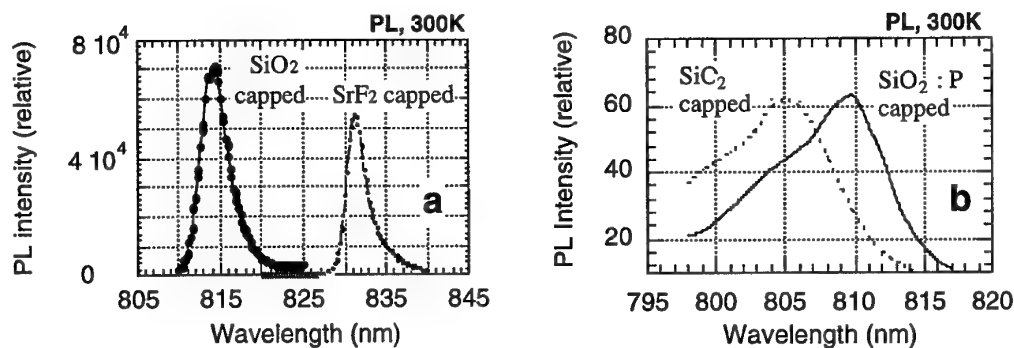 PL, 300K
8 10⁴
4 10⁴
0
PL intensity (relative)
SiO₂
capped
SrF₂ capped
a
805 815 825 835 845
Wavelength (nm)
PL, 300K
80
60
40
20
PL Intensity (relative)
SiC₂
capped
SiO₂ : P
capped
b
795 800 805 810 815 820
Wavelength (nm)